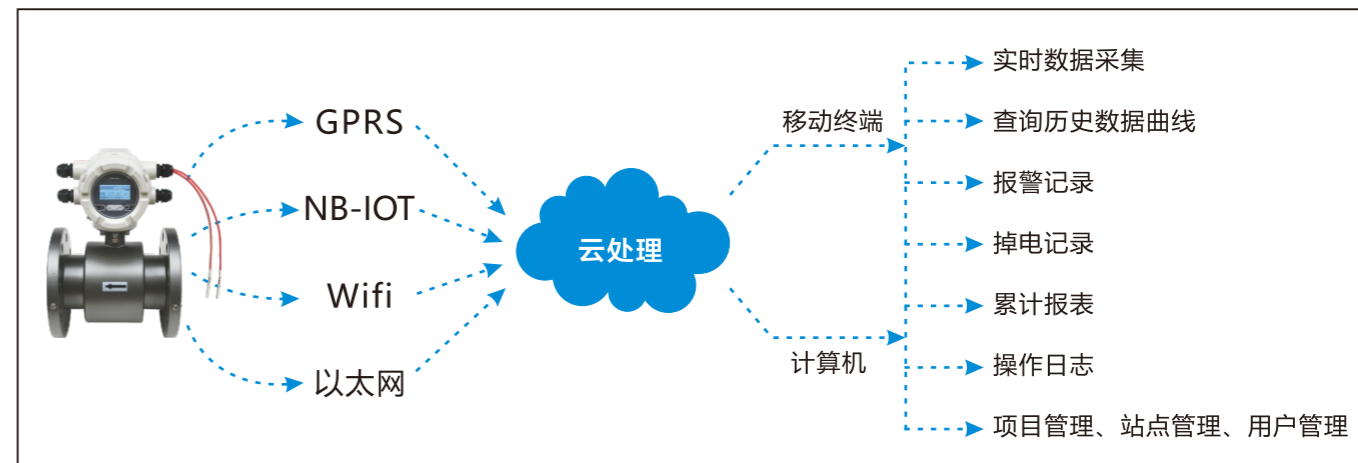 GPRS
NB-IOT
Wifi
以太网
云处理
移动终端
计算机
实时数据采集
查询历史数据曲线
报警记录
掉电记录
累计报表
操作日志
项目管理、站点管理、用户管理